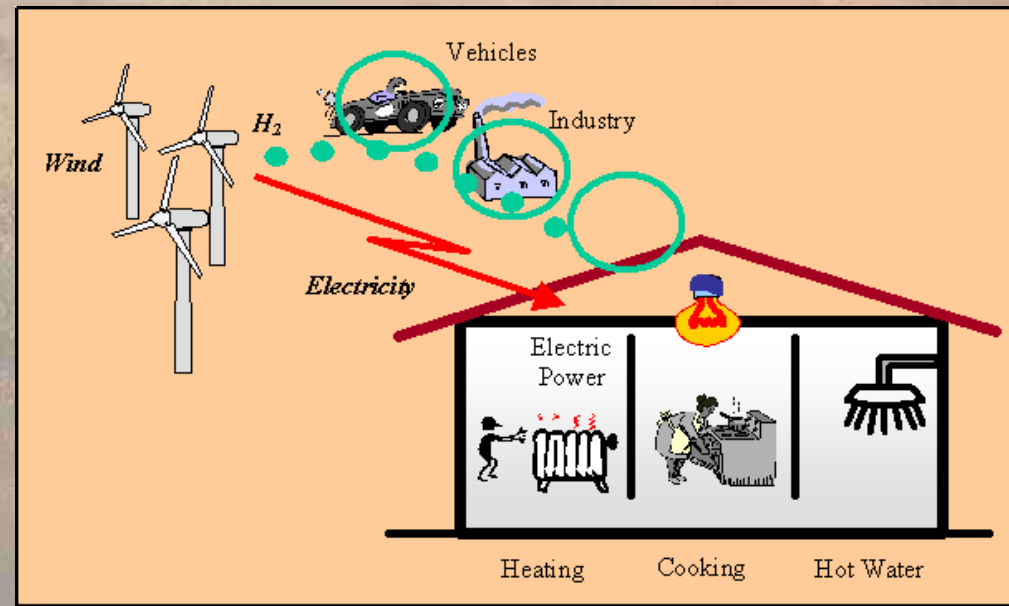 Vehicles
H2
Industry
Wind
Electricity
Electric
Power
Heating
Cooking
Hot Water